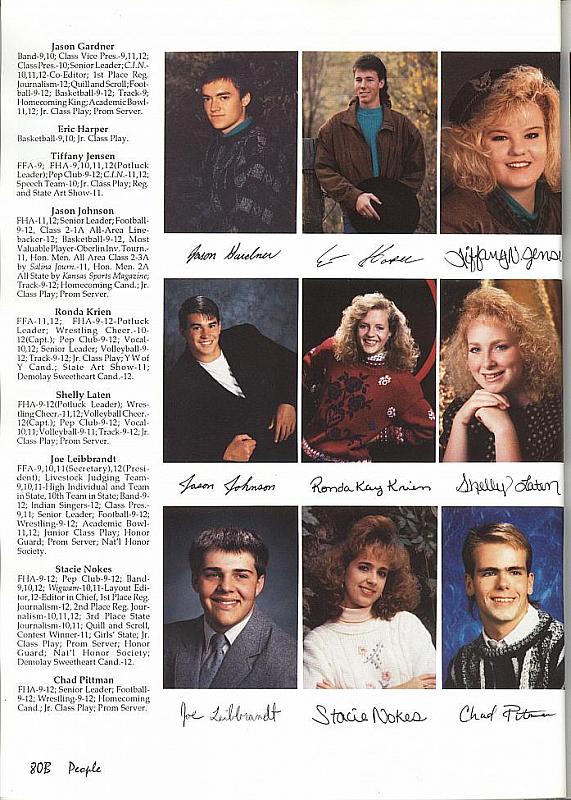 Jason Gardner
Band-9,10; Class Vice Pres.-9,11,12;
Class Pres.-10; Senior Leader; C.I.N.-
10,11,12-Co-Editor; 1st Place Reg.
Journalism-12; Quill and Scroll; Foot-
ball-9-12; Basketball-9-12; Track-9;
Homecoming King; Academic Bowl-
11,12; Jr. Class Play; Prom Server.
Eric Harper
Basketball-9,10; Jr. Class Play.
Tiffany Jensen
FFA-9; FHA-9,10,11,12(Potluck
Leader); Pep Club-9-12; C.I.N.-11,12;
Speech Team-10; Jr. Class Play; Reg.
and State Art Show-11.
Jason Johnson
FHA-11,12; Senior Leader; Football-
9-12, Class 2-1A All-Area Line-
backer-12; Basketball-9-12, Most
Valuable Player-Oberlin Inv. Tourn.-
11, Hon. Men. All Area Class 2-3A
by Salina Journ.-11, Hon. Men. 2A
All State by Kansas Sports Magazine;
Track-9-12; Homecoming Cand.; Jr.
Class Play; Prom Server.
Ronda Krien
FFA-11,12; FHA-9-12-Potluck
Leader; Wrestling Cheer.-10-
12(Capt.); Pep Club-9-12; Vocal-
10,12; Senior Leader; Volleyball-9-
12; Track-9-12; Jr. Class Play; Y W of
Y Cand.; State Art Show-11;
Demolay Sweetheart Cand.-12.
Shelly Laten
FHA-9-12(Potluck Leader); Wres-
tling Cheer.-11,12; Volleyball Cheer.-
12(Capt.); Pep Club-9-12; Vocal-
10,11; Volleyball-9-11; Track-9-12; Jr.
Class Play; Prom Server.
Joe Leibbrandt
FFA-9,10,11(Secretary),12(Presi-
dent); Livestock Judging Team-
9,10,11-High Individual and Team
in State, 10th Team in State; Band-9-
12; Indian Singers-12; Class Pres.-
9,11; Senior Leader; Football-9-12;
Wrestling-9-12; Academic Bowl-
11,12; Junior Class Play; Honor
Guard; Prom Server; Nat'l Honor
Society.
Stacie Nokes
FHA-9-12; Pep Club-9-12; Band-
9,10,12; Wigwam-10,11-Layout Edi-
tor,12-Editor in Chief, 1st Place Reg.
Journalism-12, 2nd Place Reg. Jour-
nalism-10,11,12; 3rd Place State
Journalism-10,11; Quill and Scroll,
Contest Winner-11; Girls' State; Jr.
Class Play; Prom Server; Honor
Guard; Nat'l Honor Society;
Demolay Sweetheart Cand.-12.
Chad Pittman
FHA-9-12; Senior Leader; Football-
9-12; Wrestling-9-12; Homecoming
Cand.; Jr. Class Play; Prom Server.
Jason Gardner
Tiffany N Jens
Jason Johnson
Ronda Kay Krien
Shelly Laten
Joe Leibbrandt
Stacie Nokes
Chad Pittman
80B People